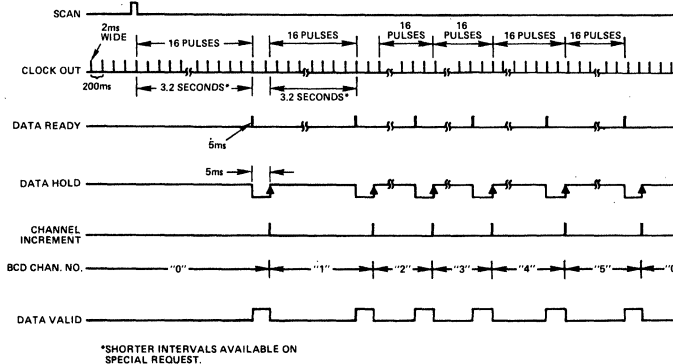 SCAN
2ms
WIDE
16 PULSES
16 PULSES
16
PULSES
16
PULSES
16 PULSES
16 PULSES
CLOCK OUT
200ms
3.2 SECONDS*
3.2 SECONDS*
DATA READY
5ms
5ms
DATA HOLD
CHANNEL
INCREMENT
BCD CHAN. NO.
"0"
"1"
"2"
"3"
"4"
"5"
"0
DATA VALID
*SHORTER INTERVALS AVAILABLE ON
SPECIAL REQUEST.